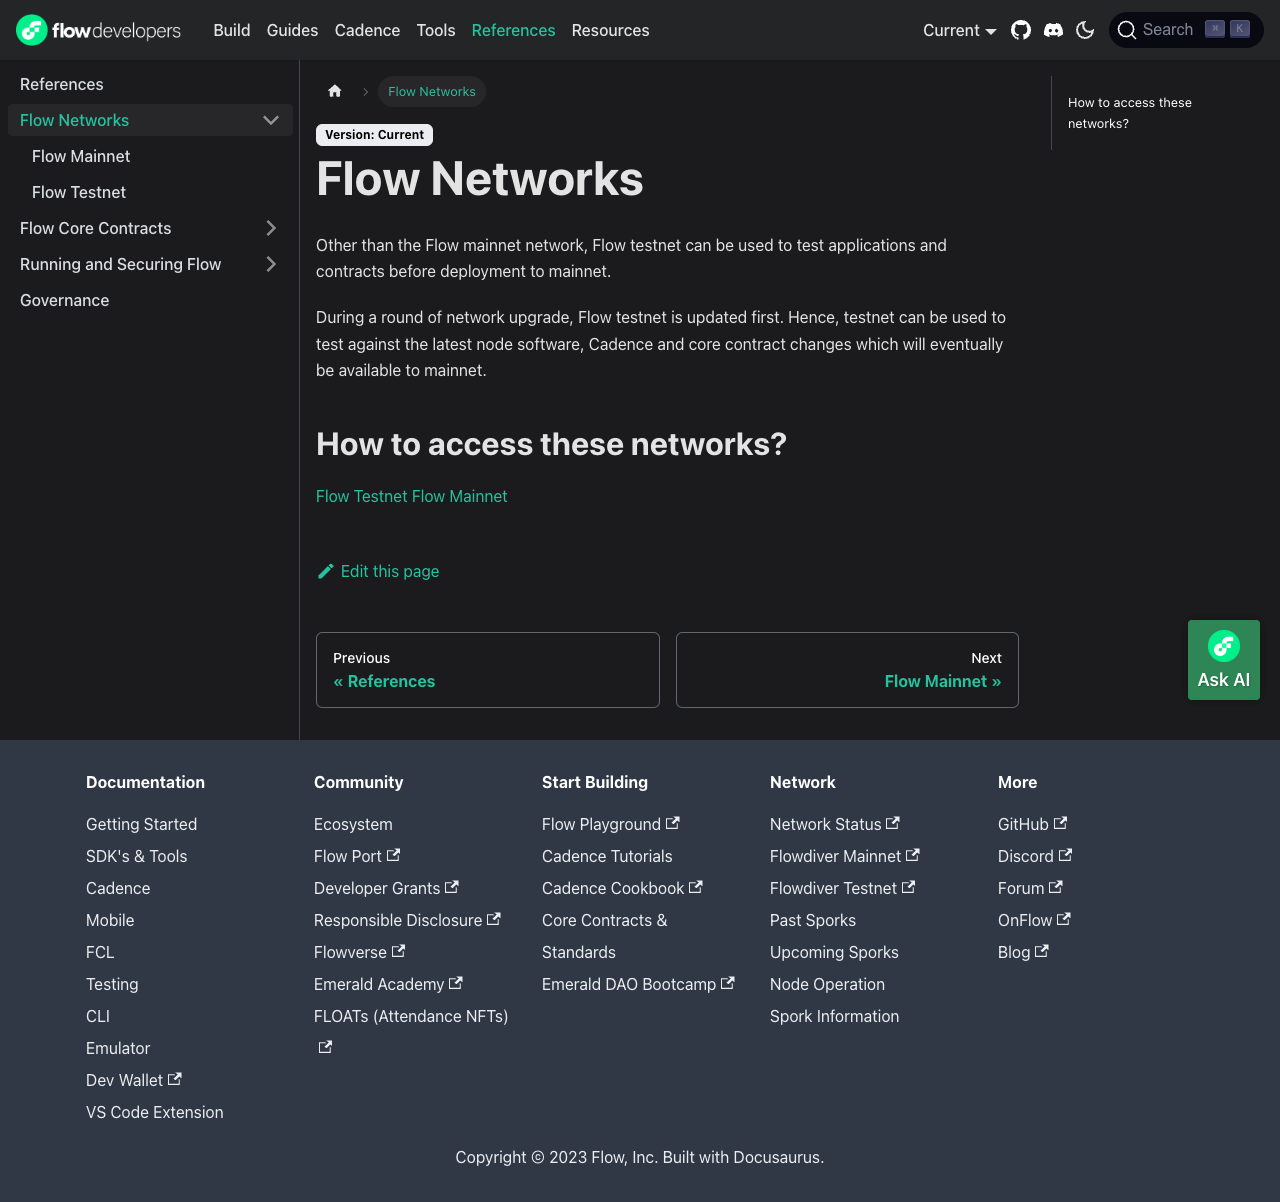 flowdevelopers Build Guides Cadence Tools References Resources Current Search ⌘ K
References
Flow Networks
Flow Mainnet
Flow Testnet
Flow Core Contracts
Running and Securing Flow
Governance
Flow Networks
Version: Current
Flow Networks
Other than the Flow mainnet network, Flow testnet can be used to test applications and
contracts before deployment to mainnet.
During a round of network upgrade, Flow testnet is updated first. Hence, testnet can be used to
test against the latest node software, Cadence and core contract changes which will eventually
be available to mainnet.
How to access these networks?
Flow Testnet Flow Mainnet
Edit this page
Previous
« References
Next
Flow Mainnet »
How to access these
networks?
Ask AI
Documentation
Getting Started
SDK's & Tools
Cadence
Mobile
FCL
Testing
CLI
Emulator
Dev Wallet
VS Code Extension
Community
Ecosystem
Flow Port
Developer Grants
Responsible Disclosure
Flowverse
Emerald Academy
FLOATs (Attendance NFTs)
Start Building
Flow Playground
Cadence Tutorials
Cadence Cookbook
Core Contracts &
Standards
Emerald DAO Bootcamp
Network
Network Status
Flowdiver Mainnet
Flowdiver Testnet
Past Sporks
Upcoming Sporks
Node Operation
Spork Information
More
GitHub
Discord
Forum
OnFlow
Blog
Copyright © 2023 Flow, Inc. Built with Docusaurus.